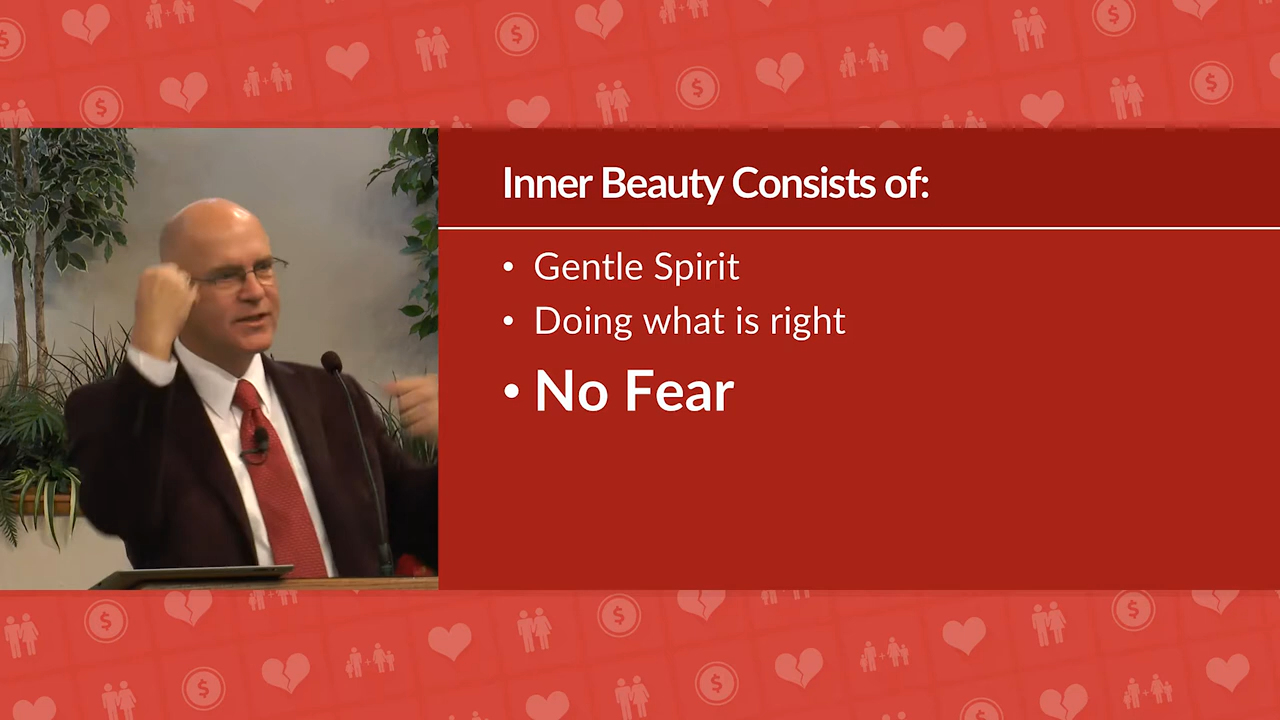 Inner Beauty Consists of:
• Gentle Spirit
• Doing what is right
• No Fear